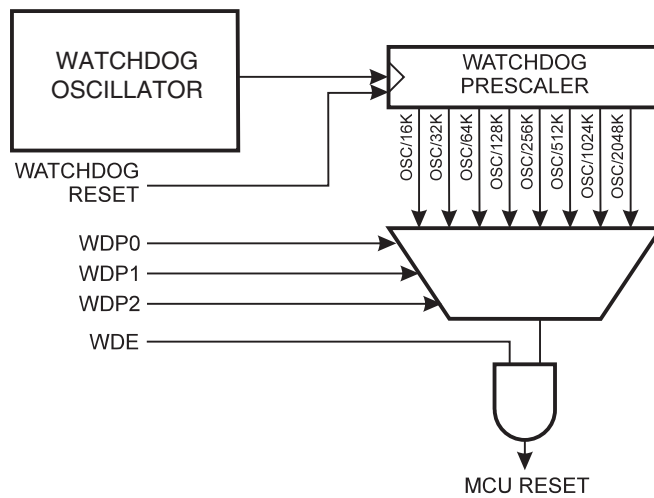 WATCHDOG
OSCILLATOR
WATCHDOG
PRESCALER
WATCHDOG
RESET
OSC/16K
OSC/32K
OSC/64K
OSC/128K
OSC/256K
OSC/512K
OSC/1024K
OSC/2048K
WDP0
WDP1
WDP2
WDE
MCU RESET